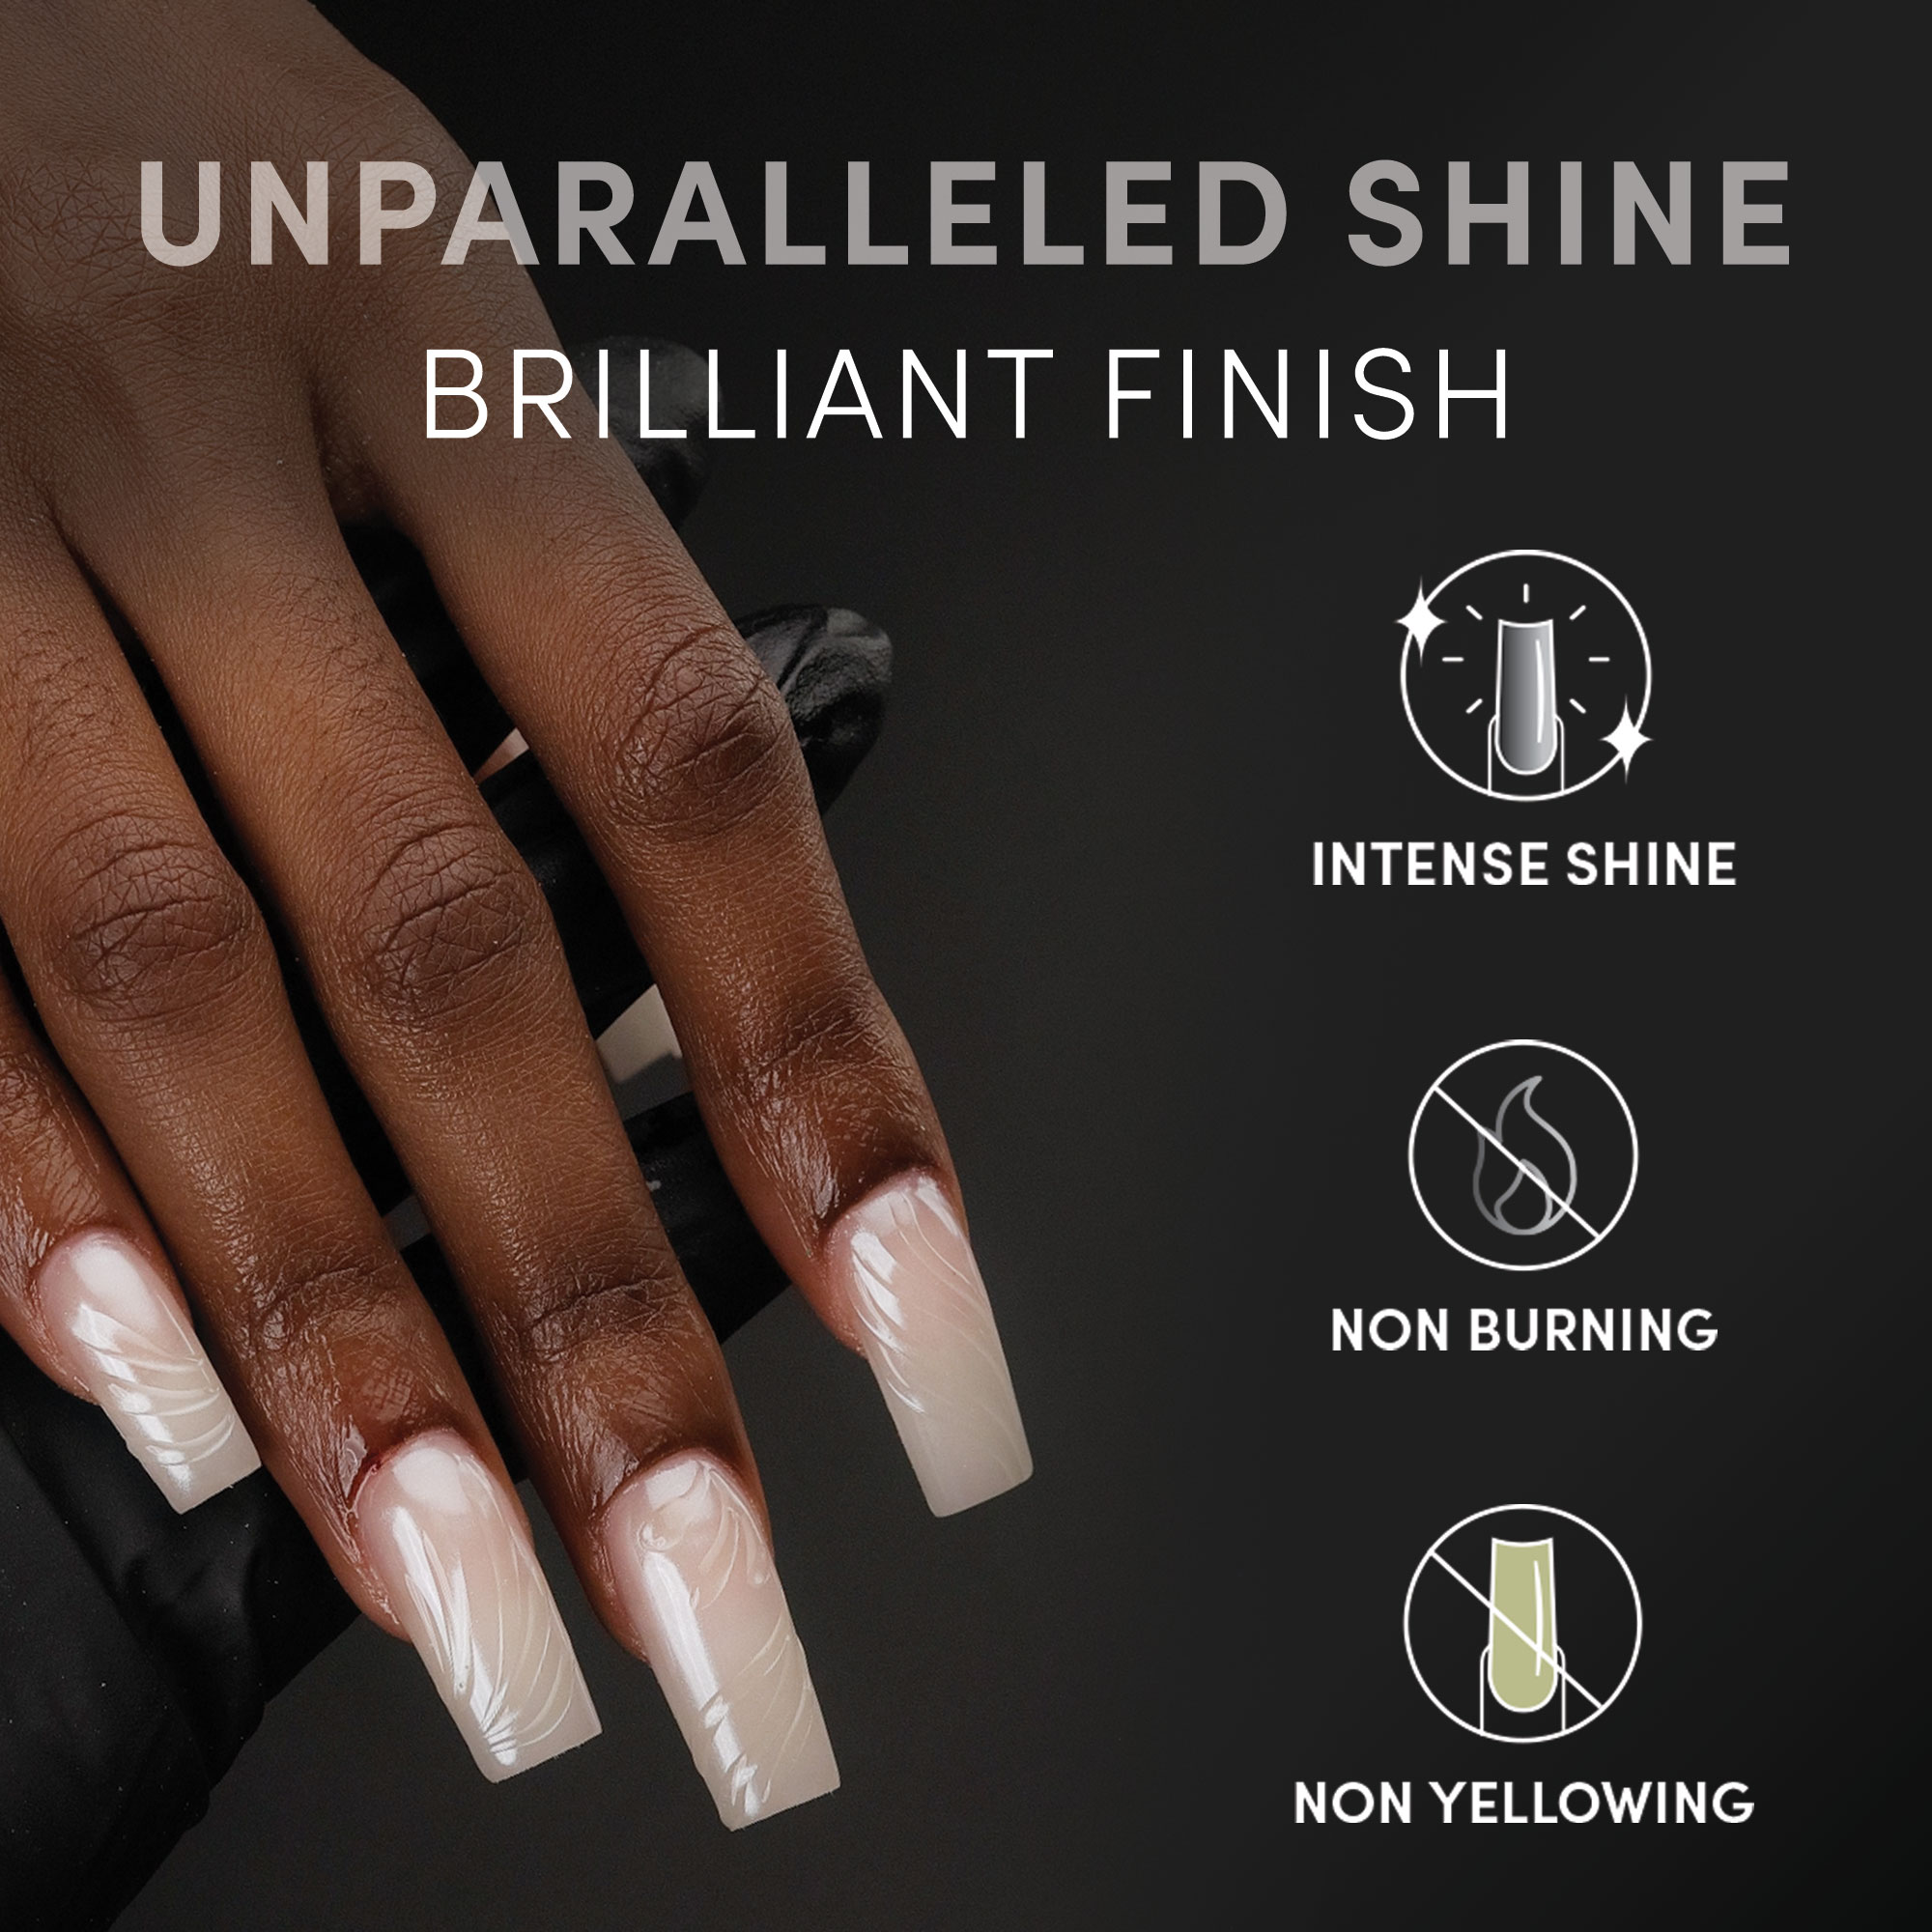 UNPARALLELED SHINE
BRILLIANT FINISH
INTENSE SHINE
NON BURNING
NON YELLOWING